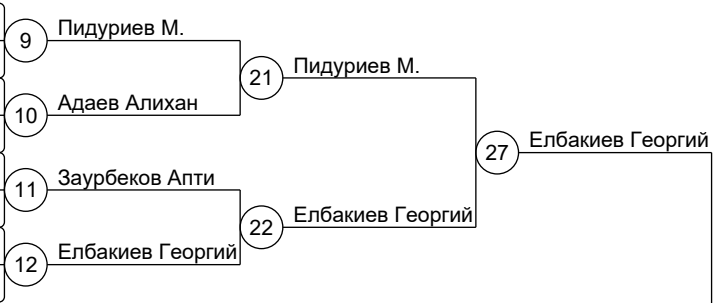 9 Пидуриев М.
21 Пидуриев М.
10 Адаев Алихан
27 Елбакиев Георгий
11 Заурбеков Апти
22 Елбакиев Георгий
12 Елбакиев Георгий